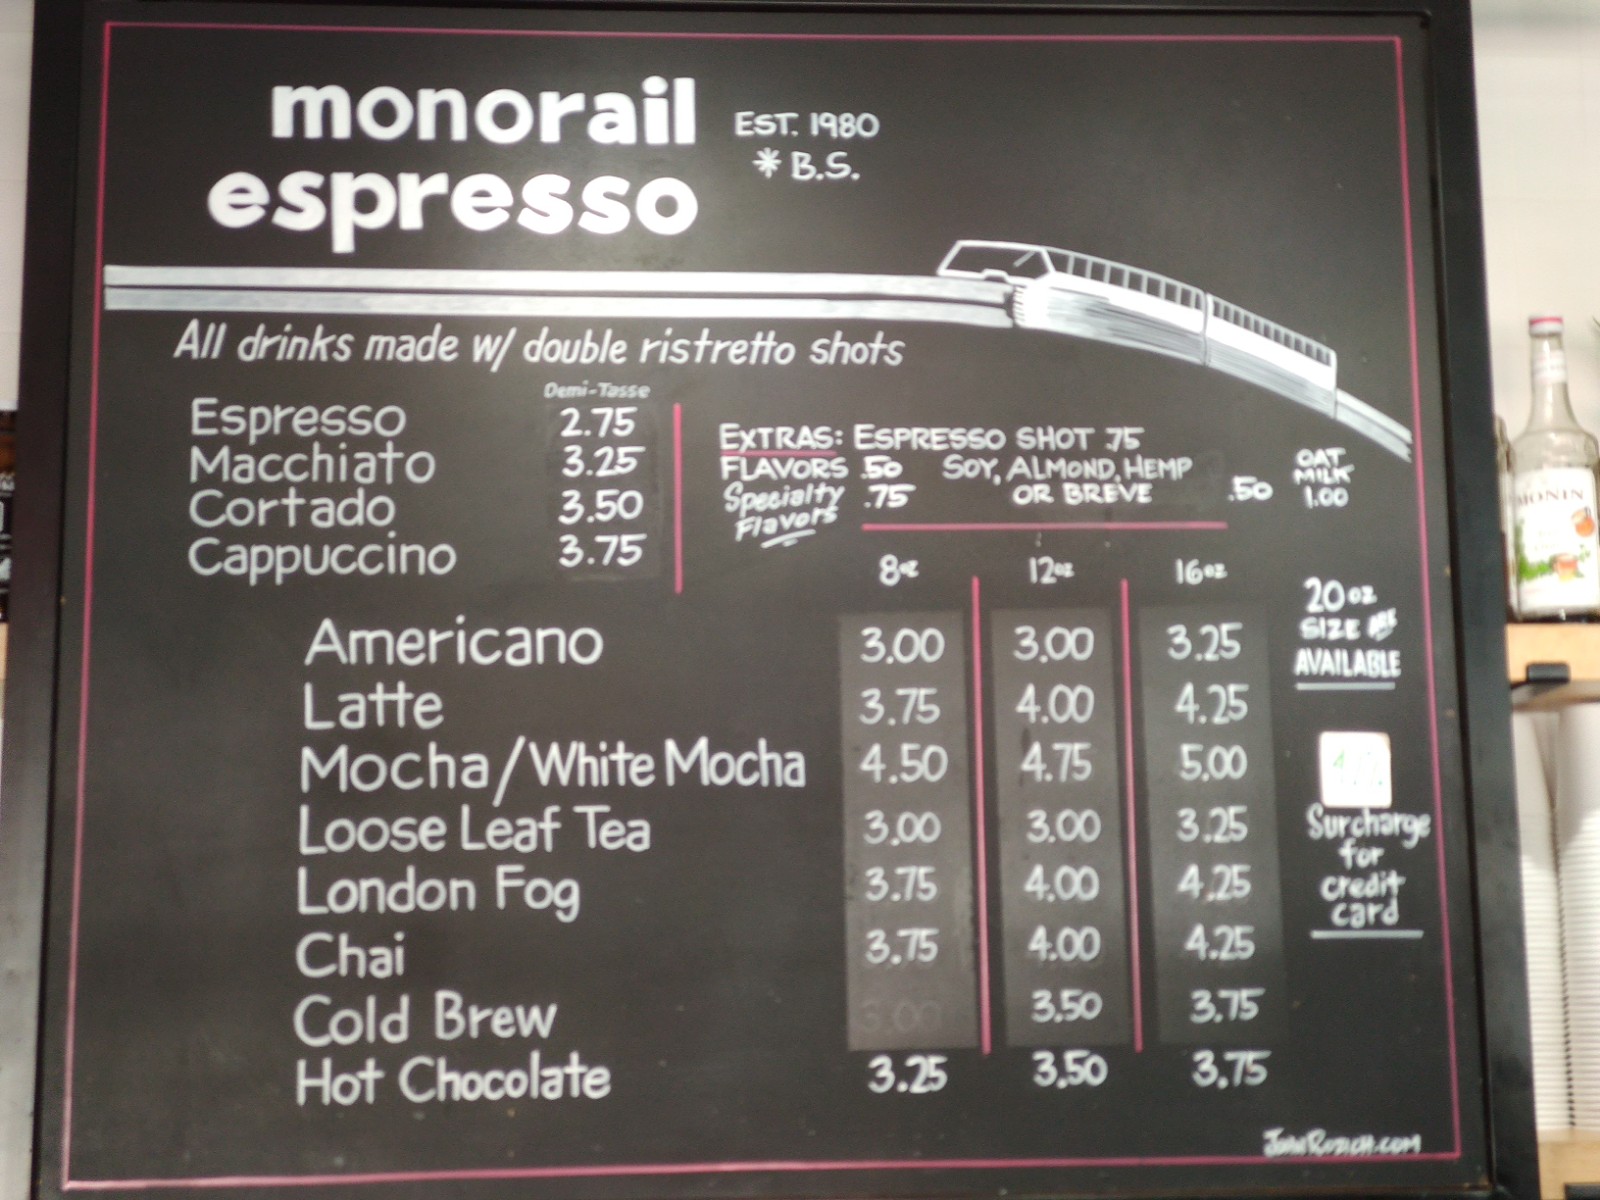 monorail
espresso
EST. 1980
* B.S.
All drinks made w/ double ristretto shots
Demi-Tasse
Espresso 2.75
Macchiato 3.25
Cortado 3.50
Cappuccino 3.75
EXTRAS: ESPRESSO SHOT .75
FLAVORS .50
Specialty
Flavors
.75
SOY, ALMOND, HEMP
OR BREVE .50
OAT
MILK
1.00
8oz 12oz 16oz
Americano 3.00 3.00 3.25
Latte 3.75 4.00 4.25
Mocha/White Mocha 4.50 4.75 5.00
Loose Leaf Tea 3.00 3.00 3.25
London Fog 3.75 4.00 4.25
Chai 3.75 4.00 4.25
Cold Brew 3.50 3.75
Hot Chocolate 3.25 3.50 3.75
20oz
SIZE ARE
AVAILABLE
Surcharge
for
credit
card
JOHNROZICH.COM
MONIN